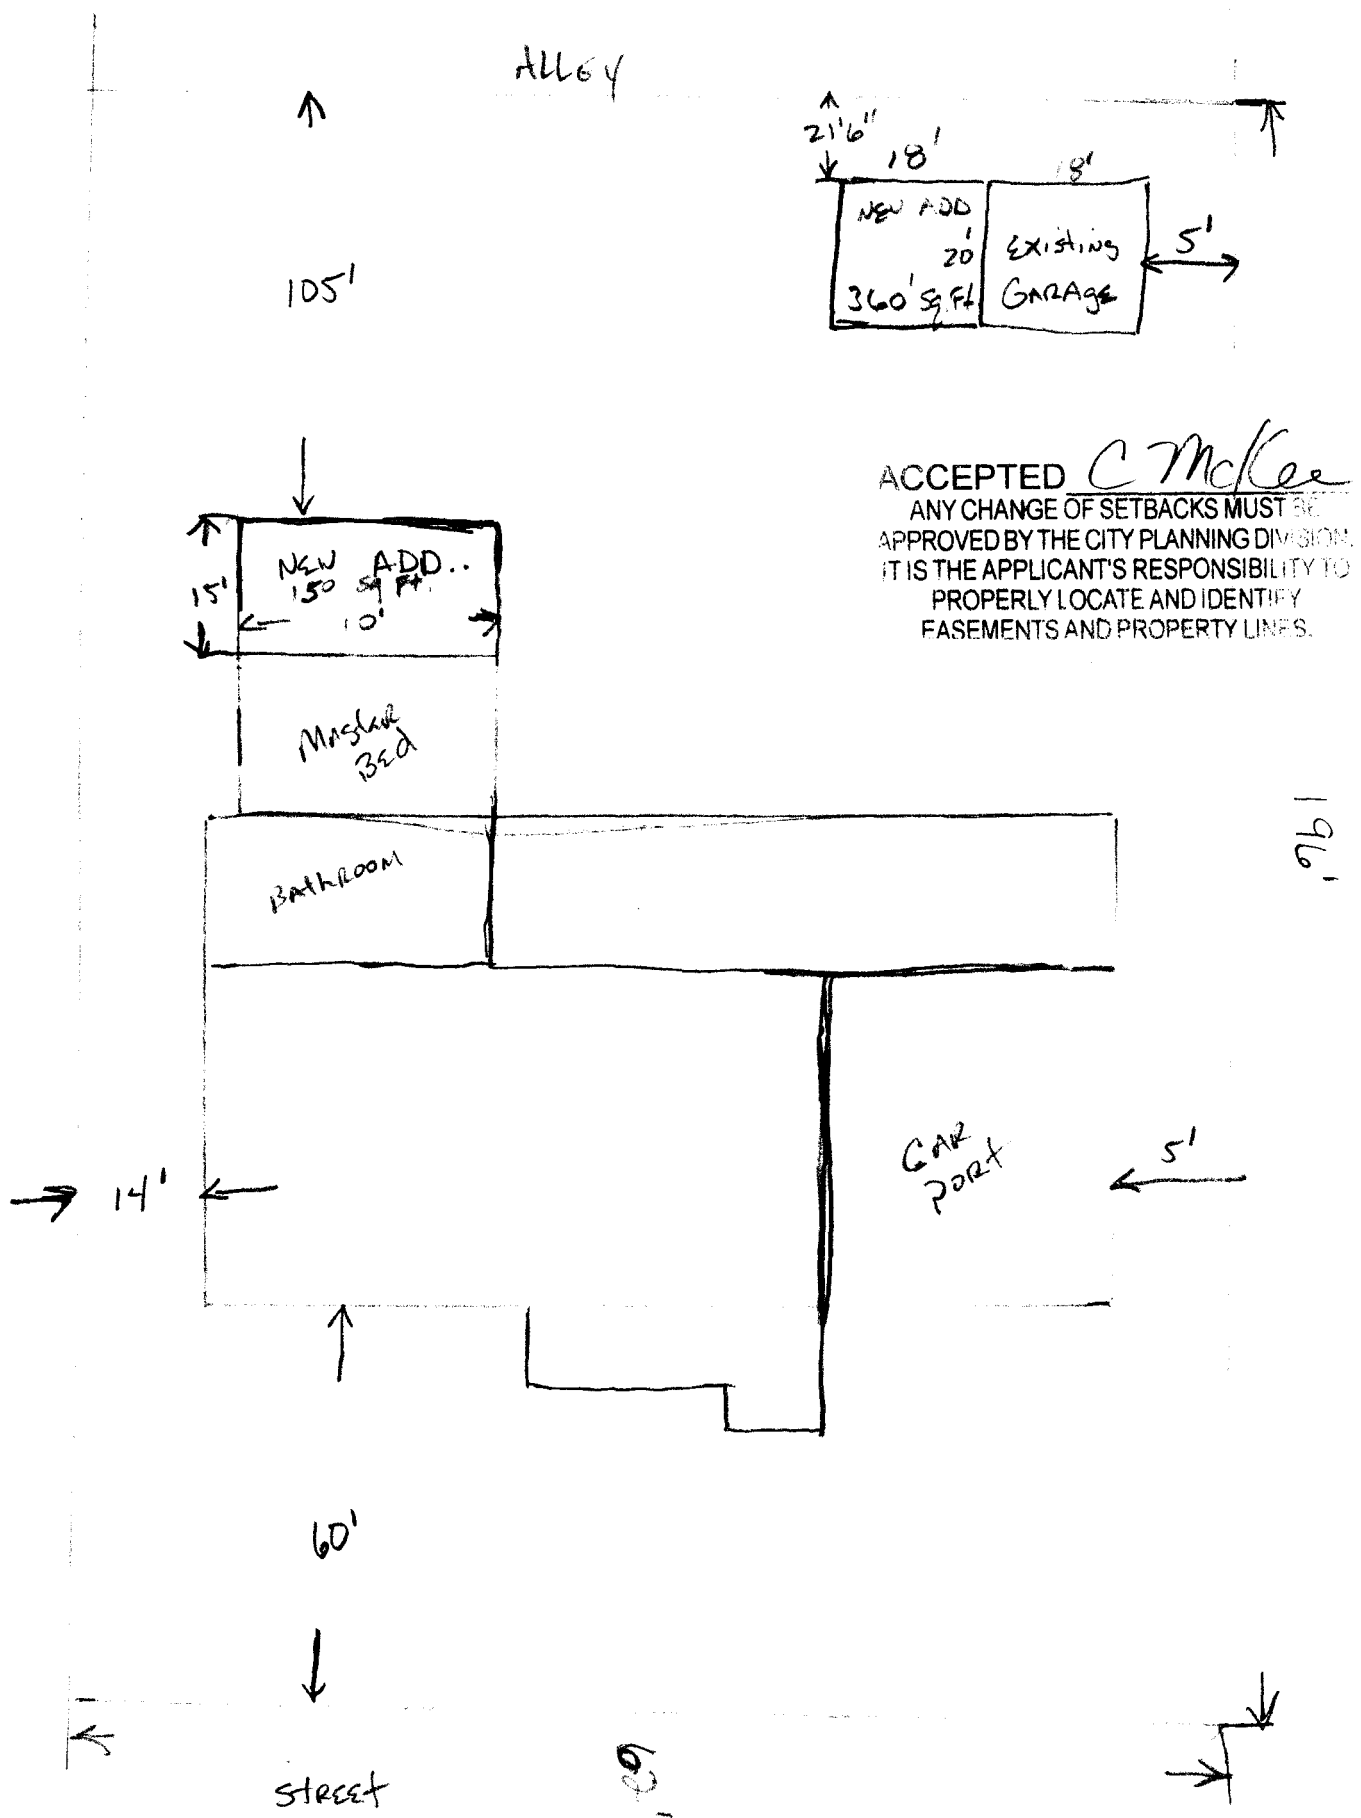 ALLEY
21'6"
18'
18'
NEW ADD
20'
360' Sq. Ft.
Existing
GARAge
5'
105'
ACCEPTED C McKee
ANY CHANGE OF SETBACKS MUST BE
APPROVED BY THE CITY PLANNING DIVISION.
IT IS THE APPLICANT'S RESPONSIBILITY TO
PROPERLY LOCATE AND IDENTIFY
EASEMENTS AND PROPERTY LINES.
NEW ADD..
150 Sq Ft.
15'
10'
Master
Bed
196'
BAthROOM
CAR
PORt
5'
14'
60'
StREEt